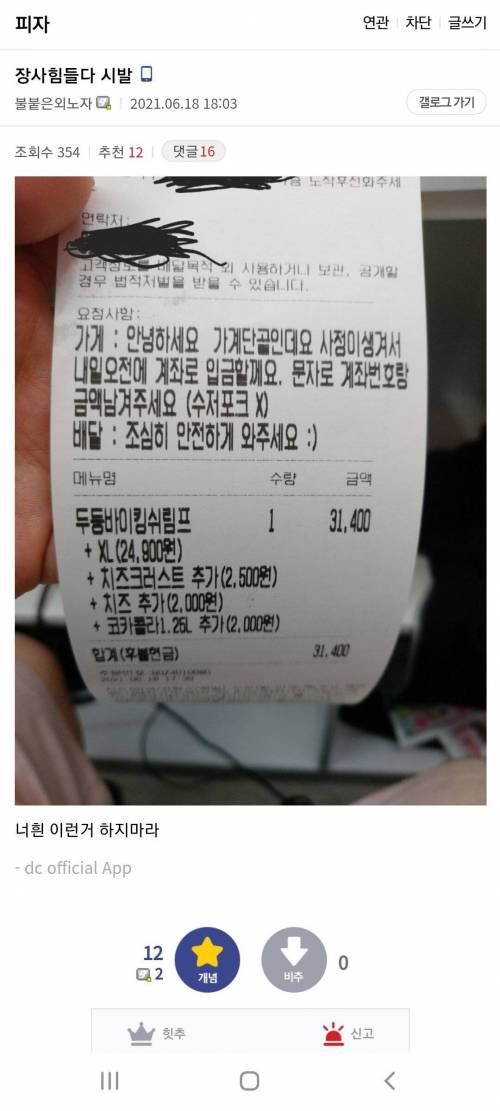 피자
연관 차단 글쓰기
장사힘들다 시발
불붙은외노자 2021.06.18 18:03
갤로그 가기
조회수 354 추천 12 댓글 16
연락처:
고객정보를 배달목적 외 사용하거나 보관, 공개할
경우 법적처벌을 받을 수 있습니다.
요청사항:
가게 : 안녕하세요 가계단골인데요 사정이생겨서
내일오전에 계좌로 입금할께요. 문자로 계좌번호랑
금액남겨주세요 (수저포크 X)
배달 : 조심히 안전하게 와주세요 :)
메뉴명 수량 금액
두둥바이킹쉬림프 1 31,400
+ XL(24,900원)
+ 치즈크러스트 추가(2,500원)
+ 치즈 추가(2,000원)
+ 코카콜라1.25L 추가(2,000원)
합계(후불현금) 31,400
너흰 이런거 하지마라
- dc official App
12
2
개념
비추
0
힛추
신고